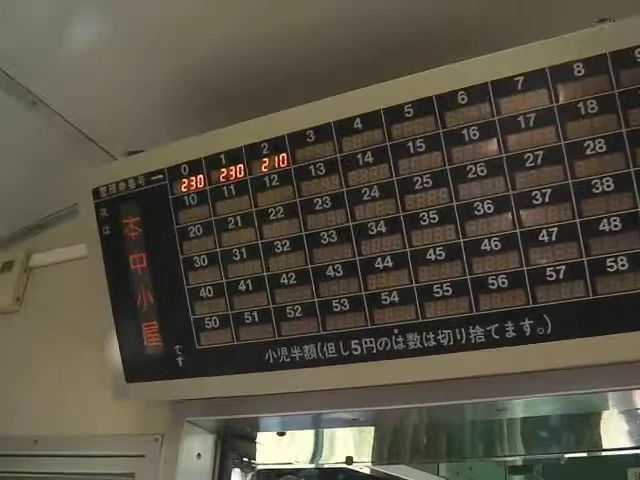 整理券番号 0 1 2 3 4 5 6 7 8 9
230 230 210
10 11 12 13 14 15 16 17 18
20 21 22 23 24 25 26 27 28
30 31 32 33 34 35 36 37 38
40 41 42 43 44 45 46 47 48
50 51 52 53 54 55 56 57 58
次は
本中小屋
です
小児半額(但し5円のは数は切り捨てます。)